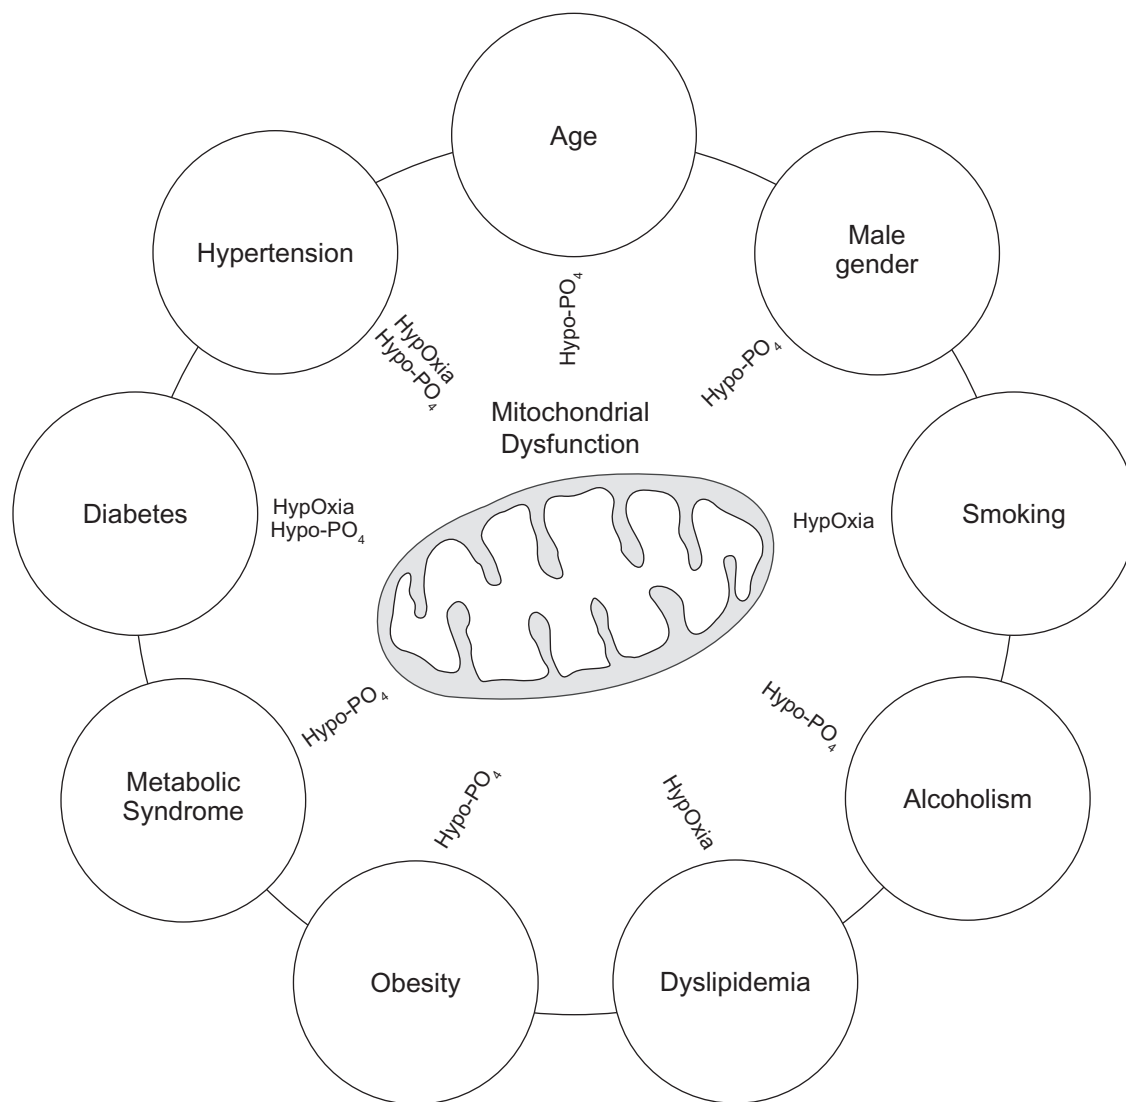 Age
Male
gender
Hypertension
Hypo-PO₄
HypOxia
Hypo-PO₄
Hypo-PO₄
Mitochondrial
Dysfunction
Diabetes
HypOxia
Hypo-PO₄
HypOxia
Smoking
Hypo-PO₄
Hypo-PO₄
Metabolic
Syndrome
Hypo-PO₄
HypOxia
Alcoholism
Obesity
Dyslipidemia